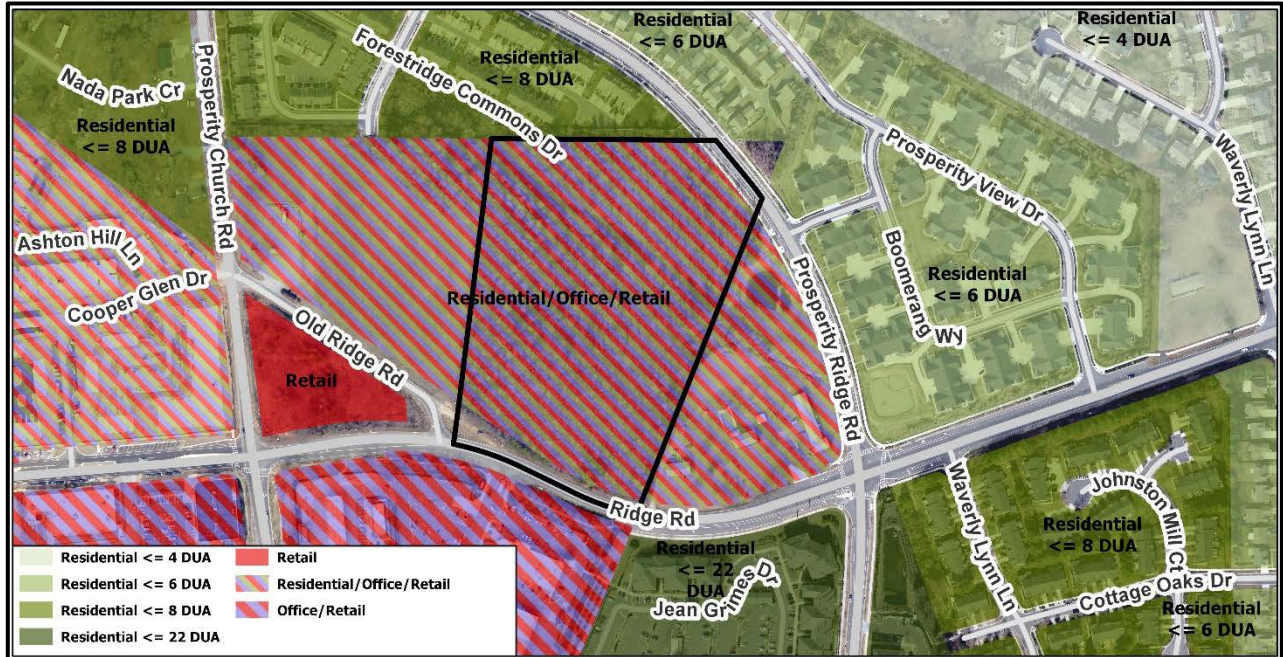 Residential
<= 6 DUA
Residential
<= 4 DUA
Prosperity Church Rd
Forestridge Commons Dr
Residential
<= 8 DUA
Nada Park Cr
Residential
<= 8 DUA
Prosperity View Dr
Waverly Lynn Ln
Ashton Hill Ln
Cooper Glen Dr
Boomerang Wy
Residential
<= 6 DUA
Prosperity Ridge Rd
Residential/Office/Retail
Old Ridge Rd
Retail
Ridge Rd
Waverly Lynn Ln
Johnston Mill Ct
Residential
<= 8 DUA
Residential
<= 22
DUA
Jean Grimes Dr
Cottage Oaks Dr
Residential
<= 6 DUA
Residential <= 4 DUA
Residential <= 6 DUA
Residential <= 8 DUA
Residential <= 22 DUA
Retail
Residential/Office/Retail
Office/Retail